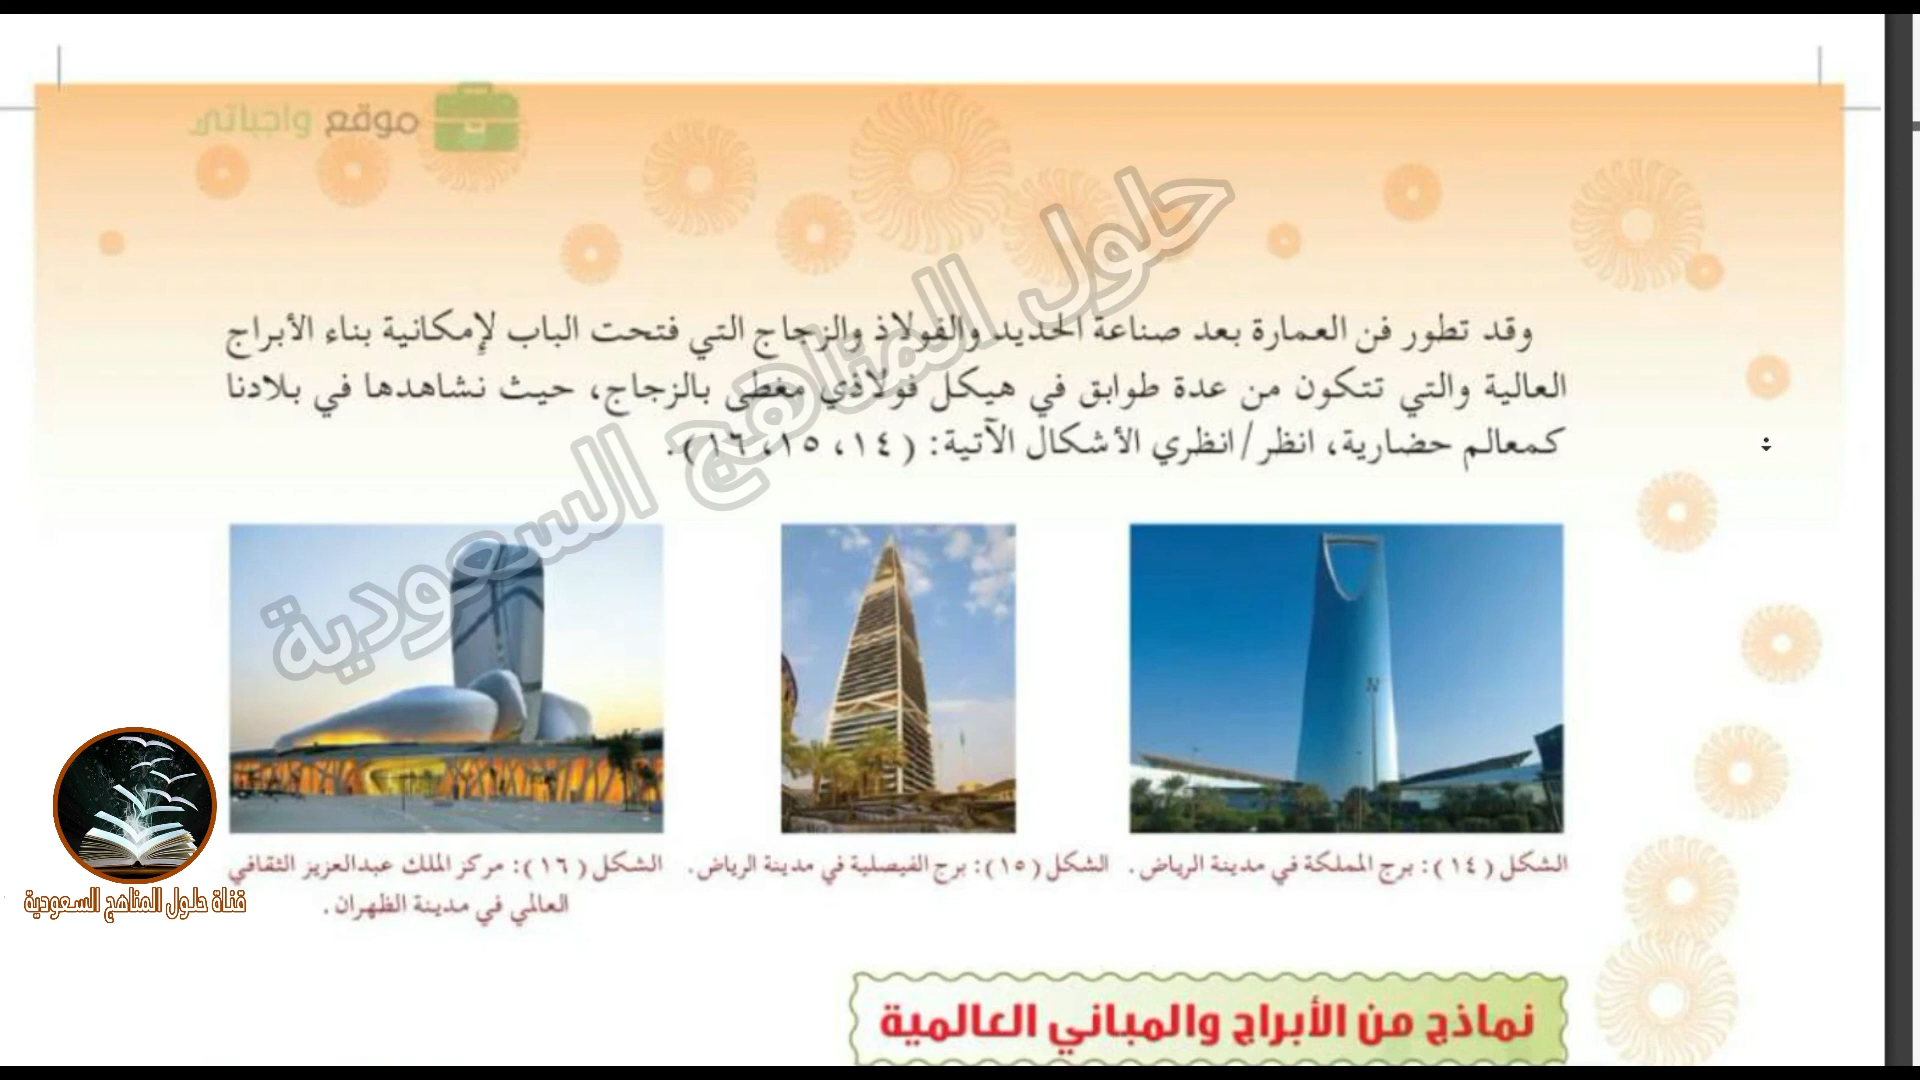 موقع واجباتي
وقد تطور فن العمارة بعد صناعة الحديد والفولاذ والزجاج التي فتحت الباب لإمكانية بناء الأبراج
العالية والتي تتكون من عدة طوابق في هيكل فولاذي مغطى بالزجاج، حيث نشاهدها في بلادنا
كمعالم حضارية، انظر/انظري الأشكال الآتية: (١٤، ١٥، ١٦).
حلول المناهج السعودية
الشكل (١٤): برج المملكة في مدينة الرياض.
الشكل (١٥): برج الفيصلية في مدينة الرياض.
الشكل (١٦): مركز الملك عبدالعزيز الثقافي
العالمي في مدينة الظهران.
قناة حلول المناهج السعودية
نماذج من الأبراج والمباني العالمية